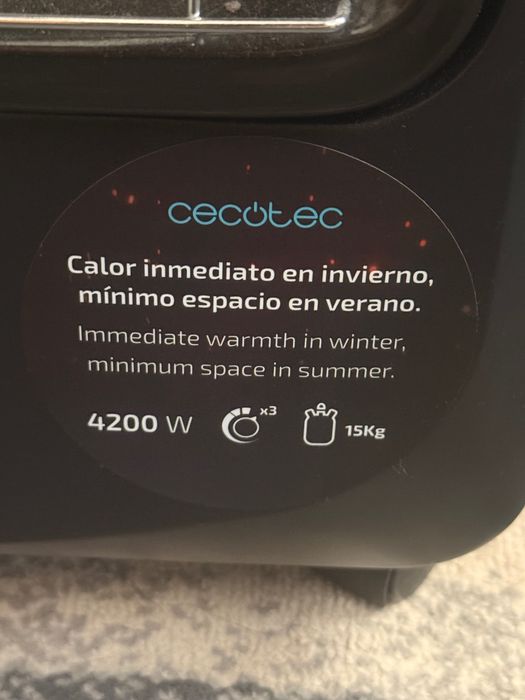 cecotec
Calor inmediato en invierno,
mínimo espacio en verano.
Immediate warmth in winter,
minimum space in summer.
4200 W x3 15Kg